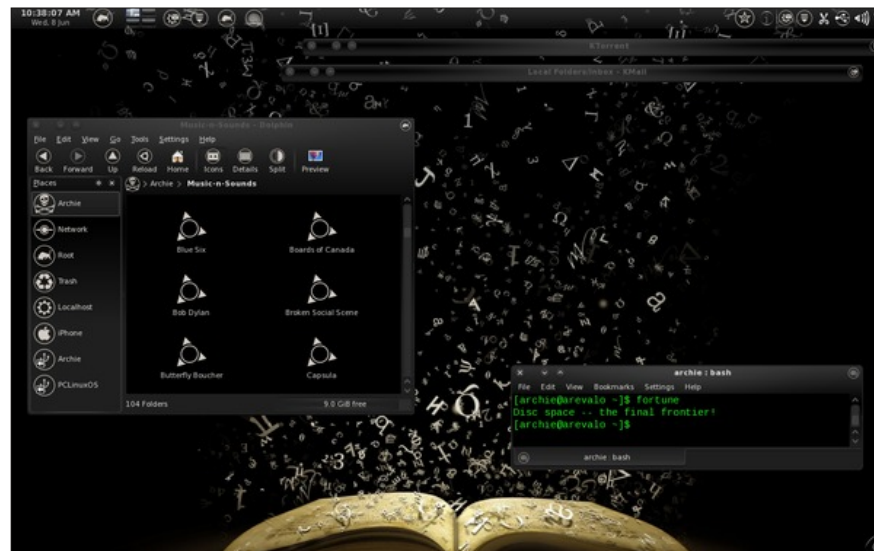 10:38:07 AM
Wed, 8 Jun
KTorrent
Local Folders/inbox - KMail
Music-n-Sounds - Dolphin
File Edit View Go Tools Settings Help
Back Forward Up Reload Home Icons Details Split Preview
Places
Archie > Music-n-Sounds
Archie
Network
Root
Trash
Localhost
iPhone
Archie
PCLinuxOS
Blue Six
Boards of Canada
Bob Dylan
Broken Social Scene
Butterfly Boucher
Capsula
104 Folders
9.0 GiB free
archie : bash
File Edit View Bookmarks Settings Help
[archie@arevalo ~]$ fortune
Disc space -- the final frontier!
[archie@arevalo ~]$
archie : bash